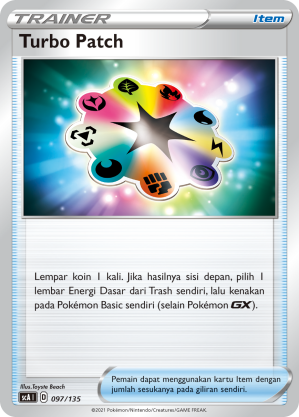 TRAINER Item
Turbo Patch
Lempar koin 1 kali. Jika hasilnya sisi depan, pilih 1
lembar Energi Dasar dari Trash sendiri, lalu kenakan
pada Pokémon Basic sendiri (selain Pokémon GX).
Illus.Toyste Beach
scA I D 097/135
Pemain dapat menggunakan kartu Item dengan
jumlah sesukanya pada giliran sendiri.
©2021 Pokémon/Nintendo/Creatures/GAME FREAK.